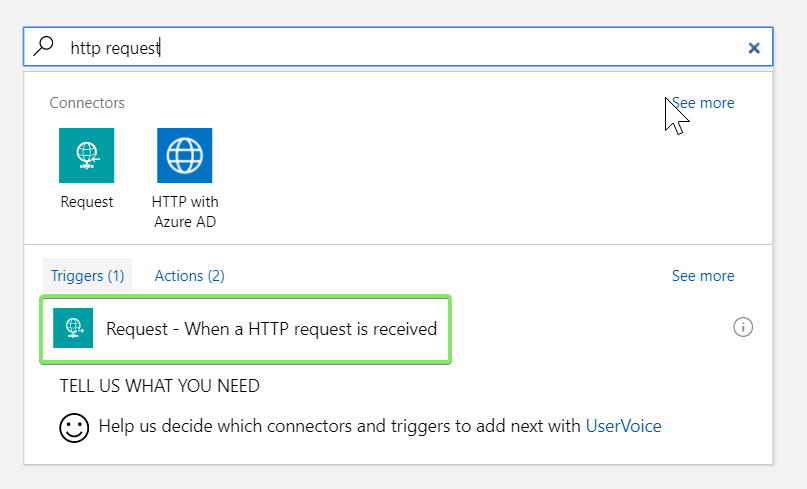 http request
Connectors
See more
Request
HTTP with
Azure AD
Triggers (1)
Actions (2)
See more
Request - When a HTTP request is received
TELL US WHAT YOU NEED
Help us decide which connectors and triggers to add next with UserVoice